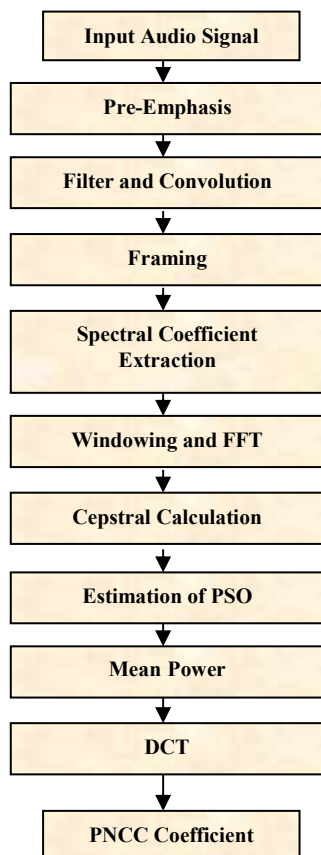 Input Audio Signal
Pre-Emphasis
Filter and Convolution
Framing
Spectral Coefficient
Extraction
Windowing and FFT
Cepstral Calculation
Estimation of PSO
Mean Power
DCT
PNCC Coefficient